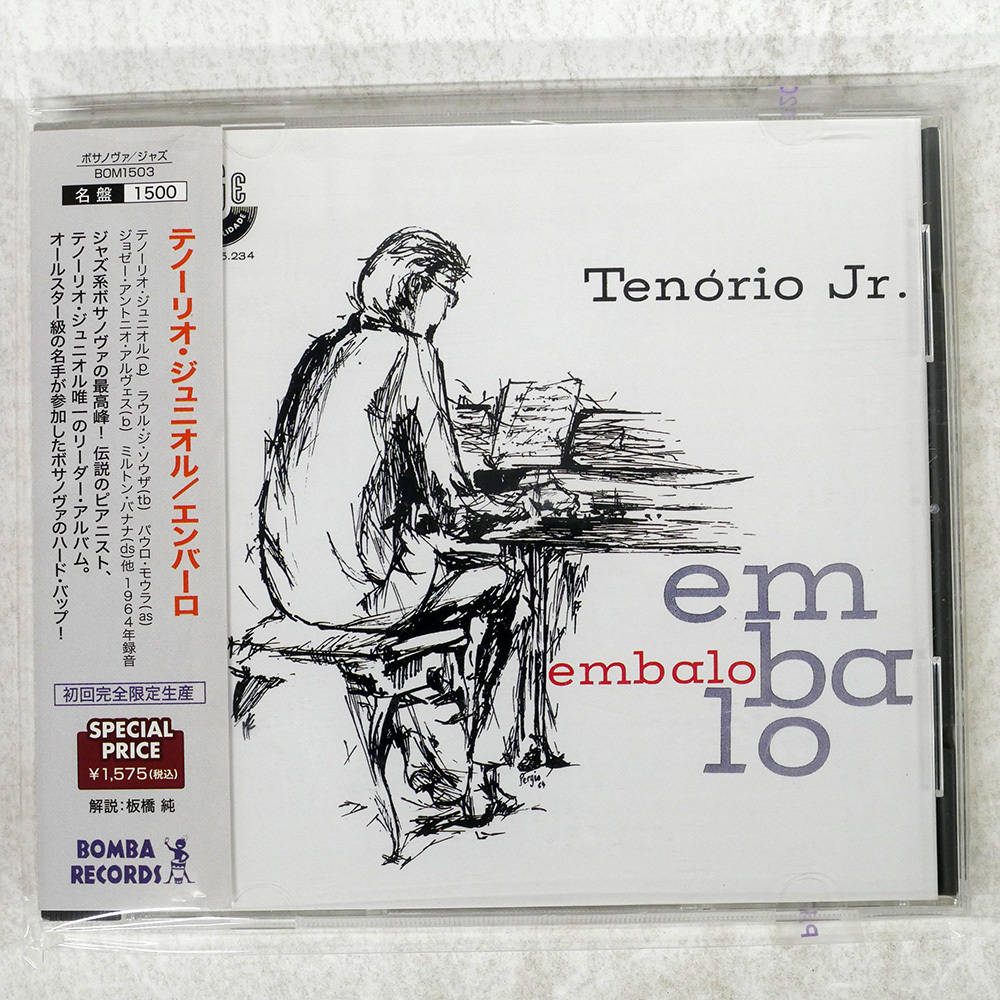 ボサノヴァ/ジャズ
BOM1503
名盤 1500
テノーリオ・ジュニオル/エンバーロ
テノーリオ・ジュニオル(p) ラウル・ジ・ソウザ(tb) パウロ・モウラ(as)
ジョゼー・アントニオ・アルヴェス(b) ミルトン・バナナ(ds)他 1964年録音
ジャズ系ボサノヴァの最高峰！伝説のピアニスト、
テノーリオ・ジュニオル唯一のリーダー・アルバム。
オールスター級の名手が参加したボサノヴァのハード・バップ！
初回完全限定生産
SPECIAL
PRICE
¥1,575(税込)
解説:板橋 純
BOMBA
RECORDS
5.234
Tenório Jr.
em
embalo
ba
lo